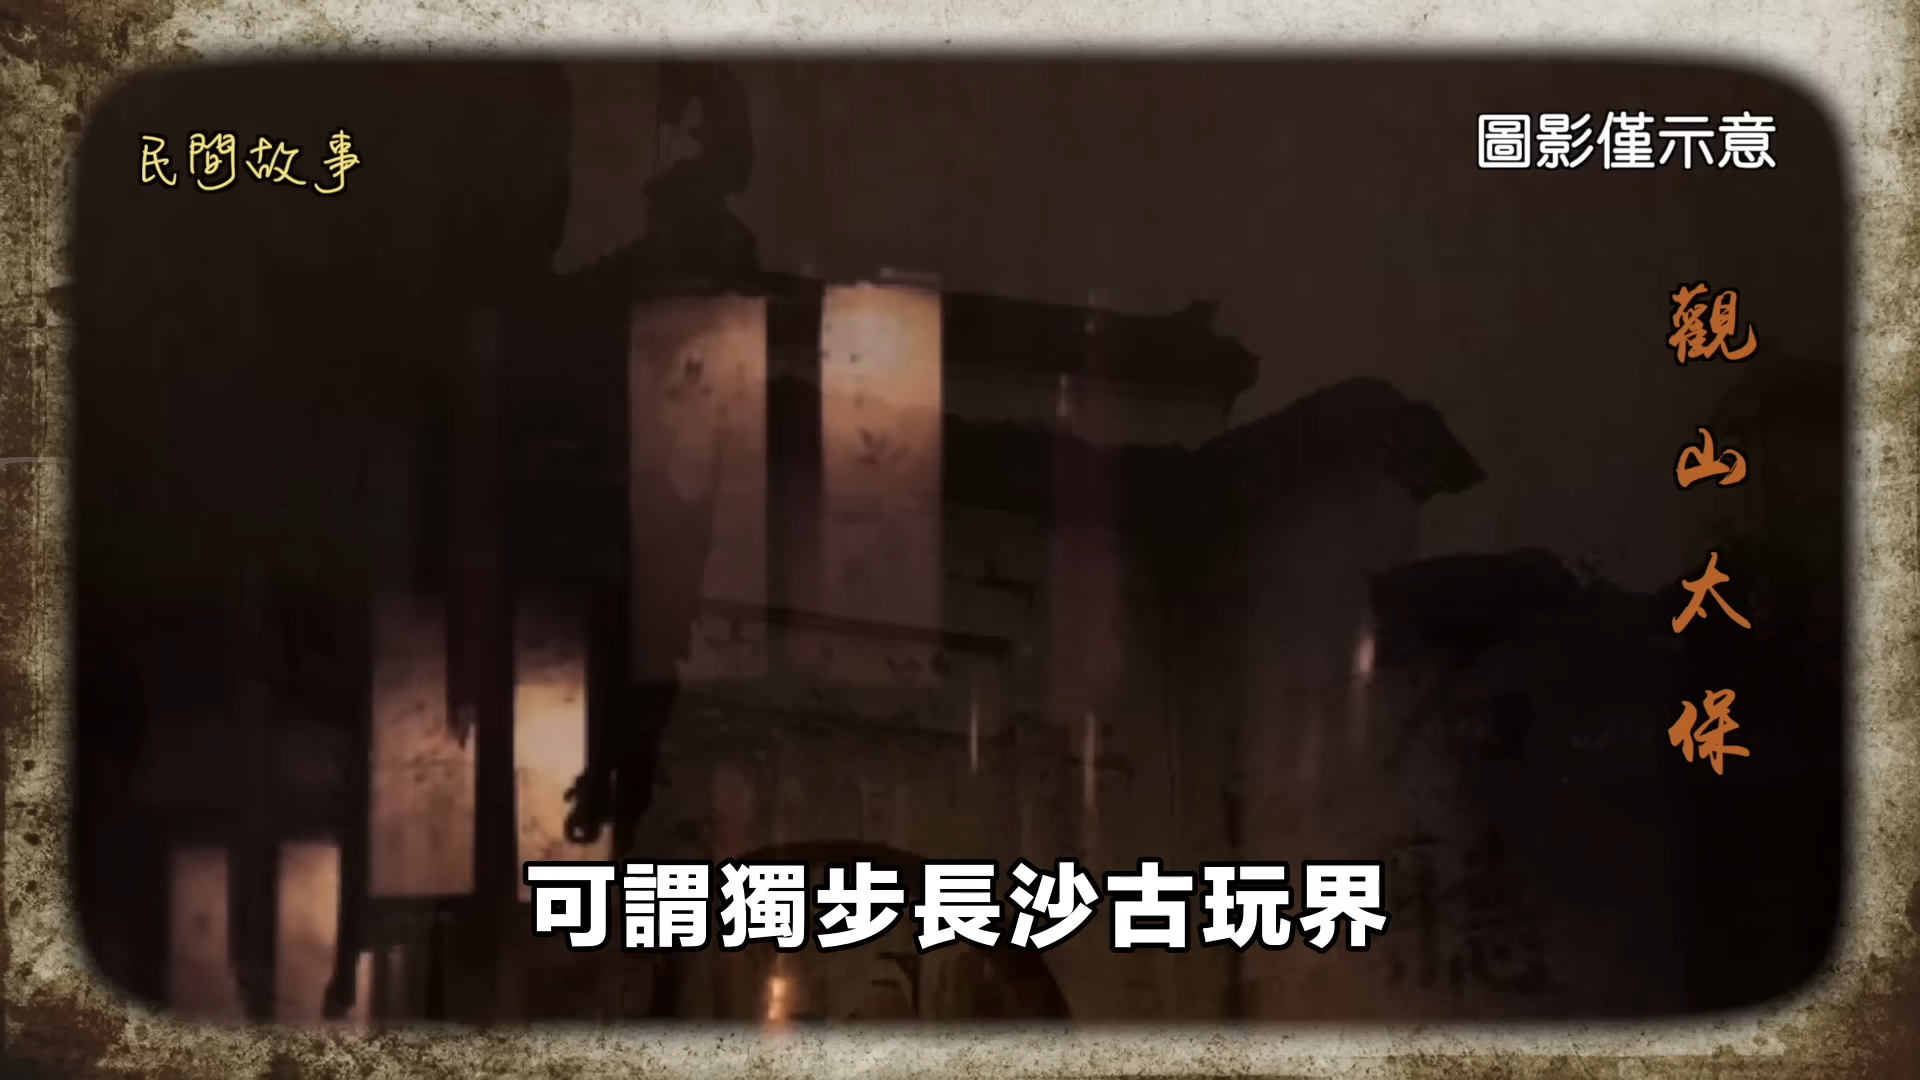 民間故事
圖影僅示意
觀山太保
可謂獨步長沙古玩界